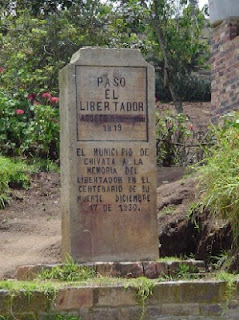 PASO
EL
LIBERTADOR
AGOSTO
1819
EL MUNICIPIO DE
CHIVATA A LA
MEMORIA DEL
LIBERTADOR EN EL
CENTENARIO DE SU
MUERTE. DICIEMBRE
17 DE 1930.